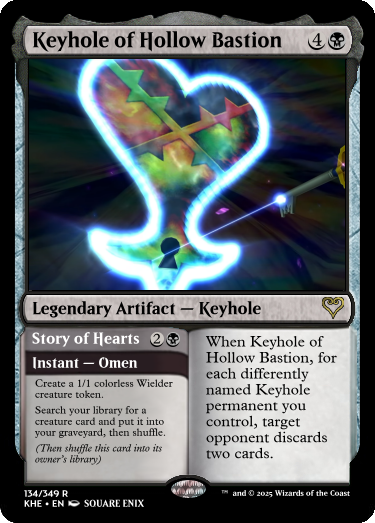 Keyhole of Hollow Bastion 4
Legendary Artifact — Keyhole
Story of Hearts 2
Instant — Omen
Create a 1/1 colorless Wielder
creature token.
Search your library for a
creature card and put it into
your graveyard, then shuffle.
(Then shuffle this card into its
owner's library)
When Keyhole of
Hollow Bastion, for
each differently
named Keyhole
permanent you
control, target
opponent discards
two cards.
134/349 R
KHE • EN SQUARE ENIX
™ and © 2025 Wizards of the Coast